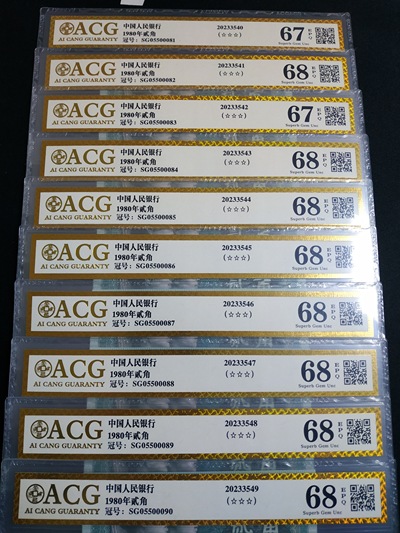 ACG
AI CANG GUARANTY
中国人民银行
1980年贰角
冠号: SG05500081
20233540
(☆☆☆)
67 EPQ
Superb Gem Unc
ACG
AI CANG GUARANTY
中国人民银行
1980年贰角
冠号: SG05500082
20233541
(☆☆☆)
68 EPQ
Superb Gem Unc
ACG
AI CANG GUARANTY
中国人民银行
1980年贰角
冠号: SG05500083
20233542
(☆☆☆)
67 EPQ
Superb Gem Unc
ACG
AI CANG GUARANTY
中国人民银行
1980年贰角
冠号: SG05500084
20233543
(☆☆☆)
68 EPQ
Superb Gem Unc
ACG
AI CANG GUARANTY
中国人民银行
1980年贰角
冠号: SG05500085
20233544
(☆☆☆)
68 EPQ
Superb Gem Unc
ACG
AI CANG GUARANTY
中国人民银行
1980年贰角
冠号: SG05500086
20233545
(☆☆☆)
68 EPQ
Superb Gem Unc
ACG
AI CANG GUARANTY
中国人民银行
1980年贰角
冠号: SG05500087
20233546
(☆☆☆)
68 EPQ
Superb Gem Unc
ACG
AI CANG GUARANTY
中国人民银行
1980年贰角
冠号: SG05500088
20233547
(☆☆☆)
68 EPQ
Superb Gem Unc
ACG
AI CANG GUARANTY
中国人民银行
1980年贰角
冠号: SG05500089
20233548
(☆☆☆)
68 EPQ
Superb Gem Unc
ACG
AI CANG GUARANTY
中国人民银行
1980年贰角
冠号: SG05500090
20233549
(☆☆☆)
68 EPQ
Superb Gem Unc
贰角